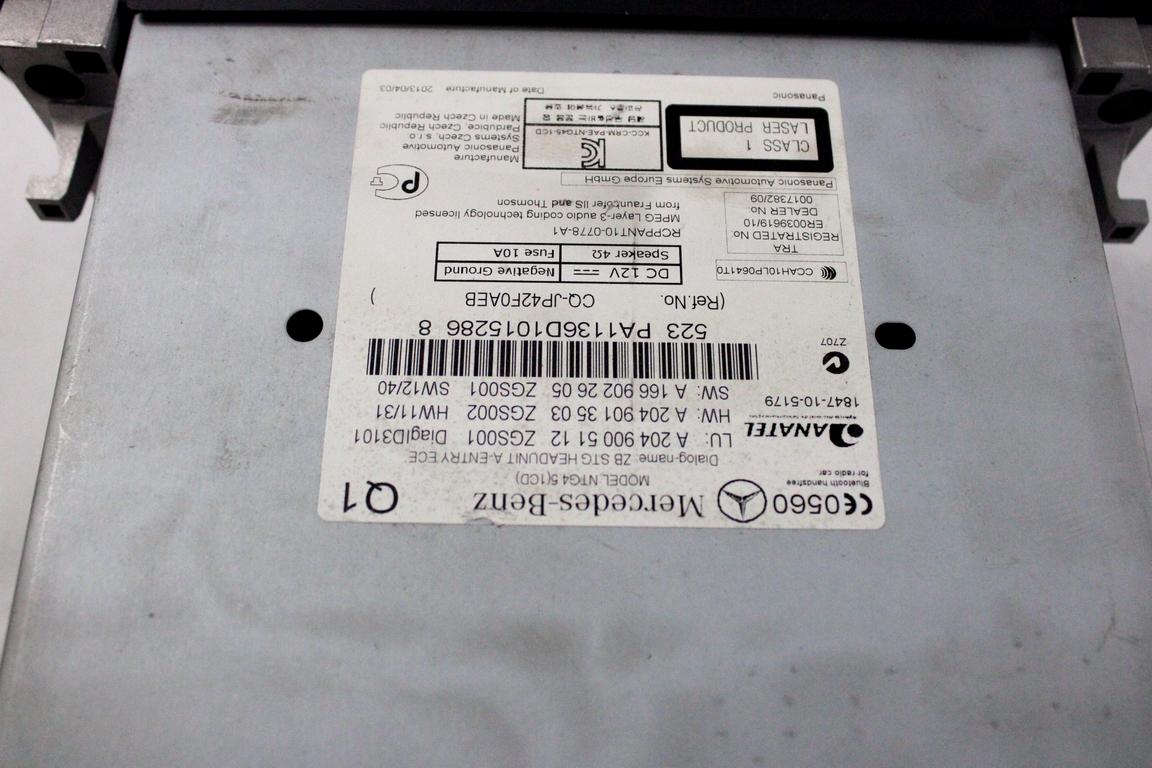 CE0560
Bluetooth handsfree
for radio car
Mercedes-Benz
Q1
MODEL NTG4.5(1CD)
Dialog-name: ZB STG HEADUNIT A-ENTRY ECE
LU: A 204 900 51 12 ZGS001 DiagID3101
HW: A 204 901 35 03 ZGS002 HW11/31
SW: A 166 902 26 05 ZGS001 SW12/40
ANATEL
1847-10-5179
Z707
523 PA1136D1015286 8
(Ref.No. CQ-JP42F0AEB )
CCAH10LP0641T0
DC 12V Negative Ground
Speaker 4Ω Fuse 10A
TRA
REGISTRATED No:
ER0039619/10
DEALER No
0017382/09
RCPPANT10-0778-A1
MPEG Layer-3 audio coding technology licensed
from Fraunhofer IIS and Thomson
Panasonic Automotive Systems Europe GmbH
CLASS 1
LASER PRODUCT
KCC-CRM-PAE-NTG45-1CD
Manufacture
Panasonic Automotive
Systems Czech, s.r.o
Pardubice, Czech Republic
Made in Czech Republic
Panasonic
Date of Manufacture 2013/04/03